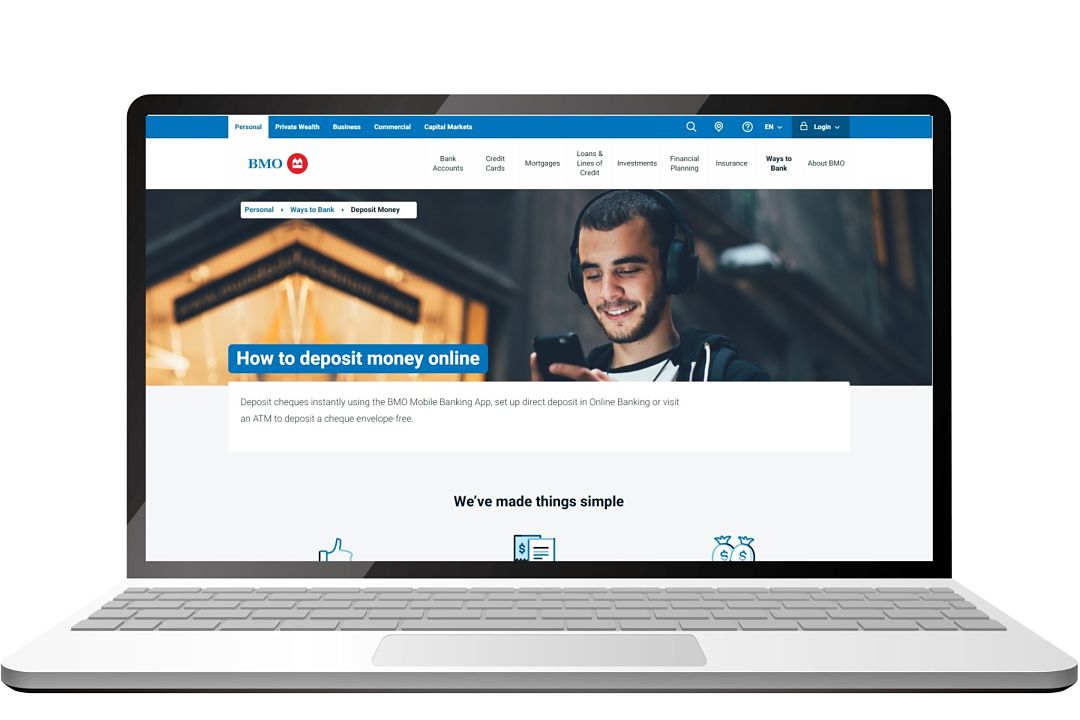 Personal Private Wealth Business Commercial Capital Markets EN Login
BMO
Bank
Accounts
Credit
Cards
Mortgages
Loans &
Lines of
Credit
Investments
Financial
Planning
Insurance
Ways to
Bank
About BMO
Personal › Ways to Bank › Deposit Money
How to deposit money online
Deposit cheques instantly using the BMO Mobile Banking App, set up direct deposit in Online Banking or visit
an ATM to deposit a cheque envelope-free.
We've made things simple
$
$ $